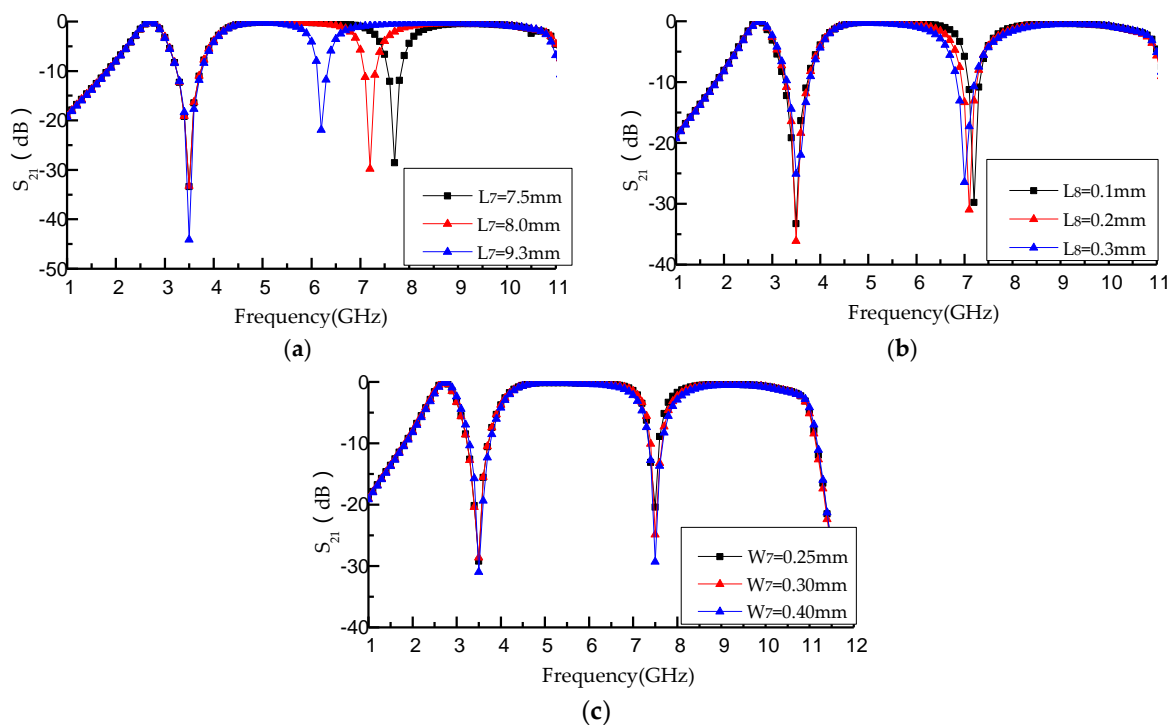 0
-10
-20
-30
-40
-50
S21 ( dB )
L7=7.5mm
L7=8.0mm
L7=9.3mm
1 2 3 4 5 6 7 8 9 10 11
Frequency(GHz)
(a)
0
-10
-20
-30
-40
S21 ( dB )
L8=0.1mm
L8=0.2mm
L8=0.3mm
1 2 3 4 5 6 7 8 9 10 11
Frequency(GHz)
(b)
0
-10
-20
-30
-40
S21 ( dB )
W7=0.25mm
W7=0.30mm
W7=0.40mm
1 2 3 4 5 6 7 8 9 10 11 12
Frequency(GHz)
(c)